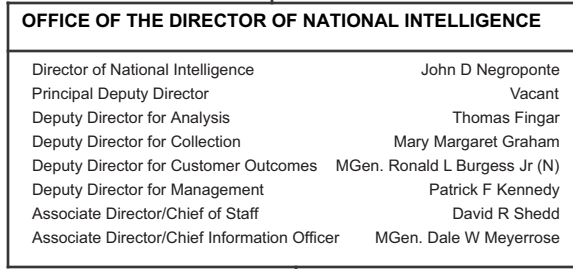 OFFICE OF THE DIRECTOR OF NATIONAL INTELLIGENCE
Director of National Intelligence John D Negroponte
Principal Deputy Director Vacant
Deputy Director for Analysis Thomas Fingar
Deputy Director for Collection Mary Margaret Graham
Deputy Director for Customer Outcomes MGen. Ronald L Burgess Jr (N)
Deputy Director for Management Patrick F Kennedy
Associate Director/Chief of Staff David R Shedd
Associate Director/Chief Information Officer MGen. Dale W Meyerrose